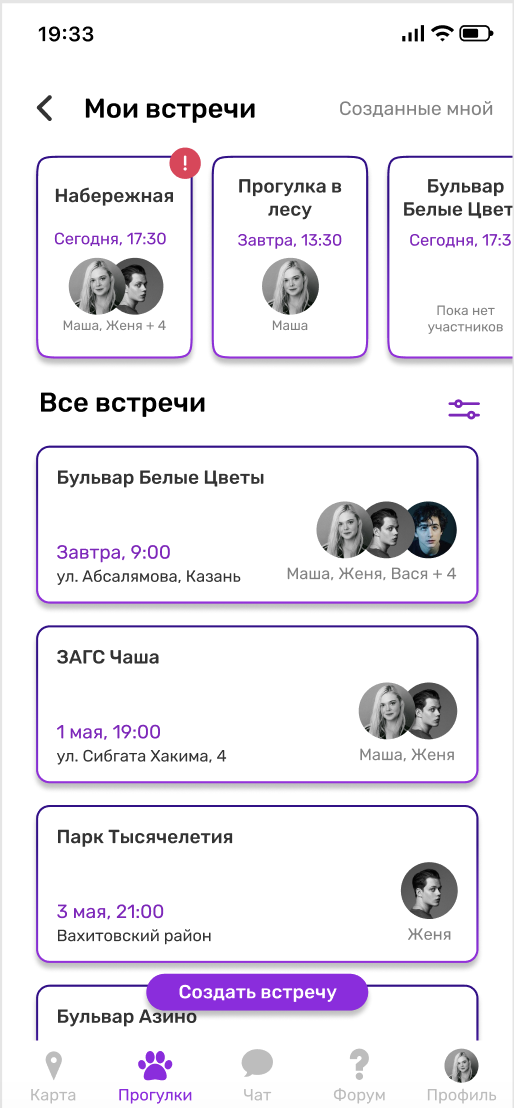 19:33
Мои встречи
Созданные мной
!
Набережная
Сегодня, 17:30
Маша, Женя + 4
Прогулка в
лесу
Завтра, 13:30
Маша
Бульвар
Белые Цвет
Сегодня, 17:3
Пока нет
участников
Все встречи
Бульвар Белые Цветы
Завтра, 9:00
ул. Абсалямова, Казань
Маша, Женя, Вася + 4
ЗАГС Чаша
1 мая, 19:00
ул. Сибгата Хакима, 4
Маша, Женя
Парк Тысячелетия
3 мая, 21:00
Вахитовский район
Женя
Создать встречу
Бульвар Азино
Карта
Прогулки
Чат
Форум
Профиль